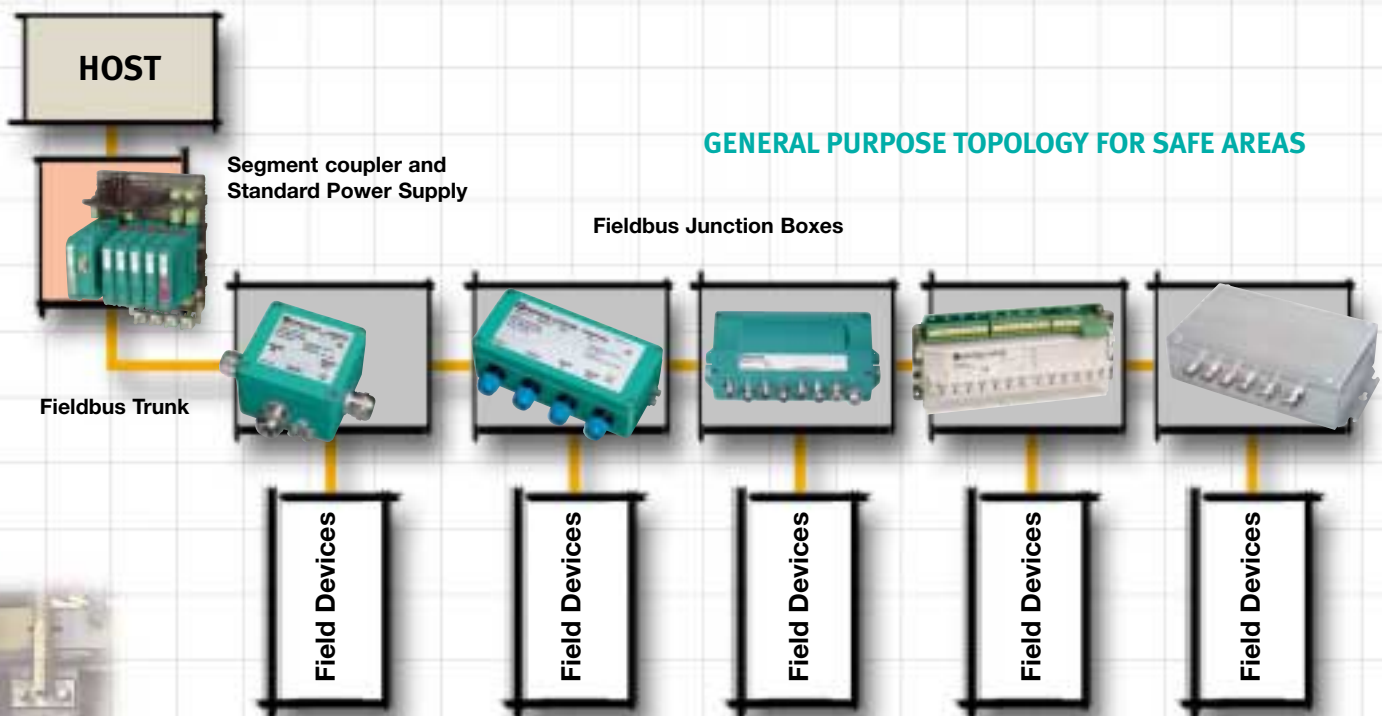 HOST
GENERAL PURPOSE TOPOLOGY FOR SAFE AREAS
Segment coupler and
Standard Power Supply
Fieldbus Junction Boxes
Fieldbus Trunk
Field Devices
Field Devices
Field Devices
Field Devices
Field Devices